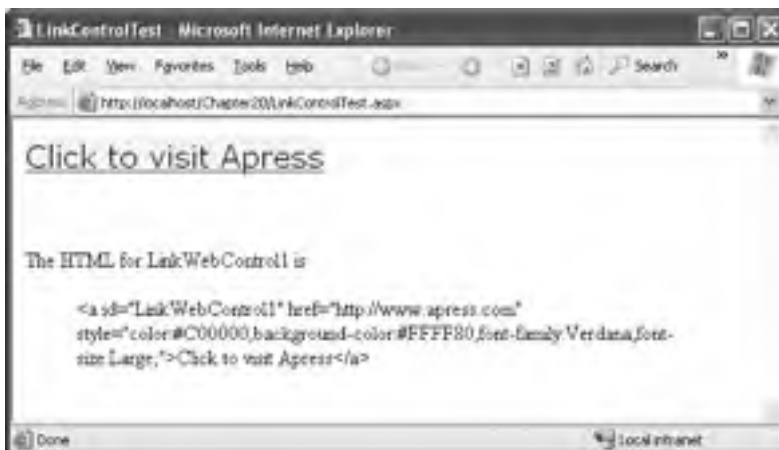 LinkControlTest - Microsoft Internet Explorer
File Edit View Favorites Tools Help Search »
Address http://localhost/Chapter20/LinkControlTest.aspx
Click to visit Apress
The HTML for LinkWebControl1 is
<a id="LinkWebControl1" href="http://www.apress.com"
style="color:#C00000;background-color:#FFFF80;font-family:Verdana;font-
size:Large;">Click to visit Apress</a>
Done Local intranet